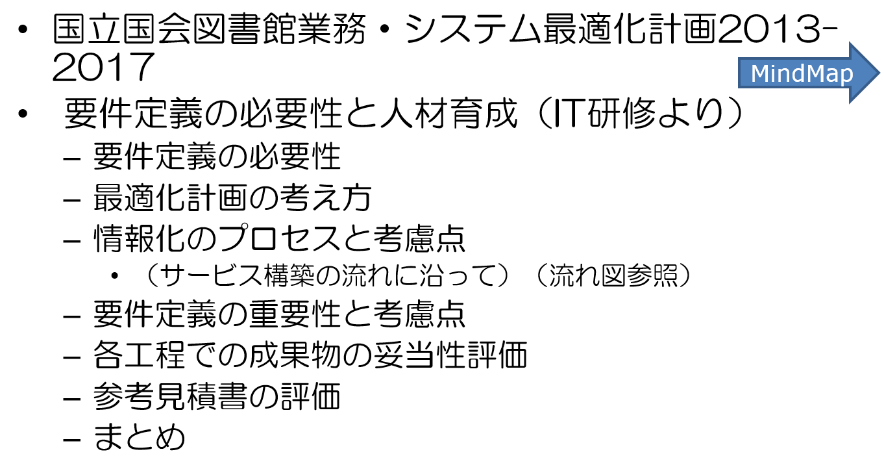 • 国立国会図書館業務・システム最適化計画2013-
2017
MindMap
• 要件定義の必要性と人材育成（IT研修より）
– 要件定義の必要性
– 最適化計画の考え方
– 情報化のプロセスと考慮点
• （サービス構築の流れに沿って）（流れ図参照）
– 要件定義の重要性と考慮点
– 各工程での成果物の妥当性評価
– 参考見積書の評価
– まとめ